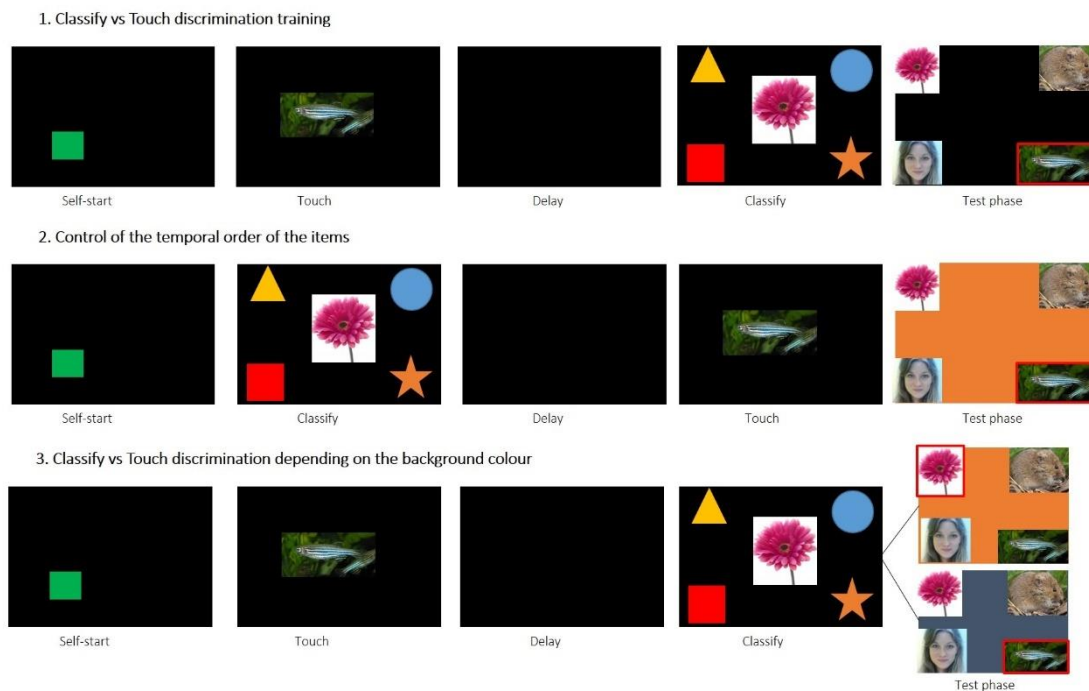 1. Classify vs Touch discrimination training
Self-start Touch Delay Classify Test phase
2. Control of the temporal order of the items
Self-start Classify Delay Touch Test phase
3. Classify vs Touch discrimination depending on the background colour
Self-start Touch Delay Classify
Test phase